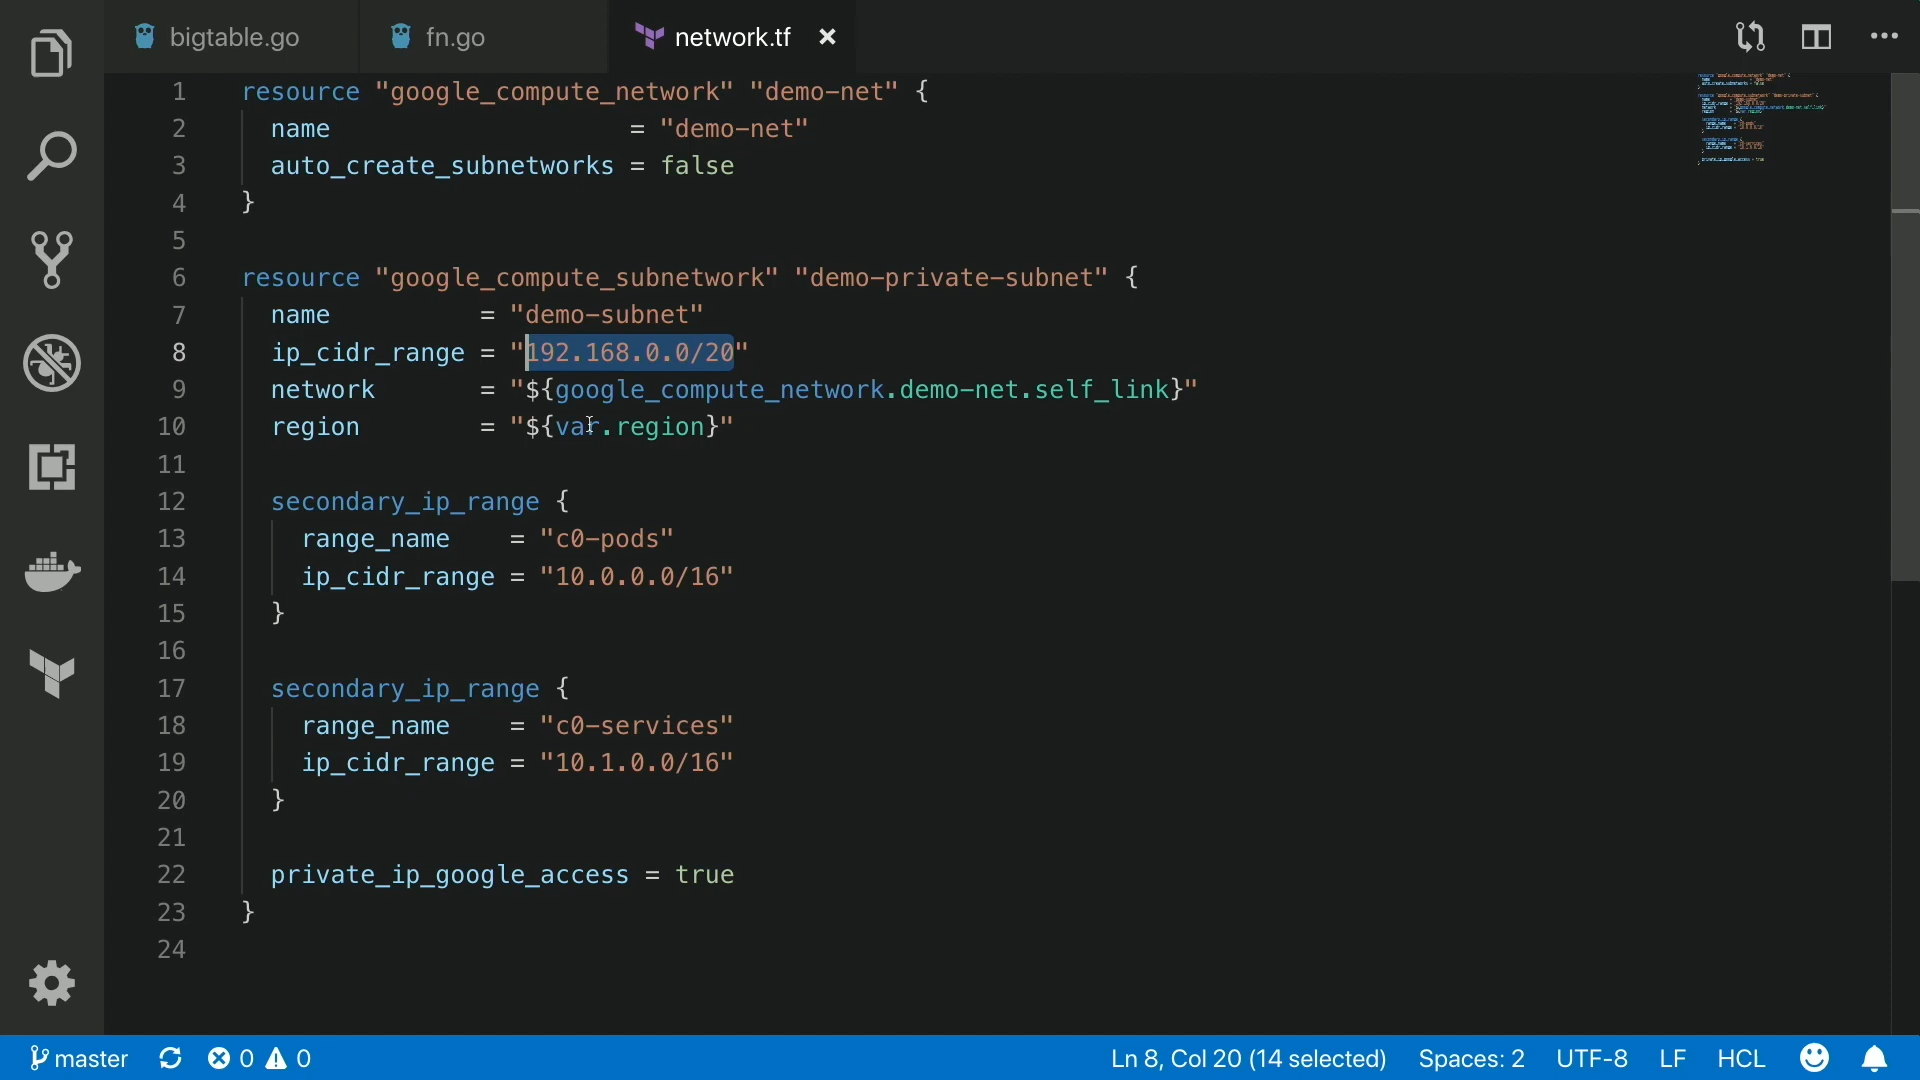 bigtable.go fn.go network.tf
1 resource "google_compute_network" "demo-net" {
2 name = "demo-net"
3 auto_create_subnetworks = false
4 }
5
6 resource "google_compute_subnetwork" "demo-private-subnet" {
7 name = "demo-subnet"
8 ip_cidr_range = "192.168.0.0/20"
9 network = "${google_compute_network.demo-net.self_link}"
10 region = "${var.region}"
11
12 secondary_ip_range {
13 range_name = "c0-pods"
14 ip_cidr_range = "10.0.0.0/16"
15 }
16
17 secondary_ip_range {
18 range_name = "c0-services"
19 ip_cidr_range = "10.1.0.0/16"
20 }
21
22 private_ip_google_access = true
23 }
24
master 0 0 Ln 8, Col 20 (14 selected) Spaces: 2 UTF-8 LF HCL